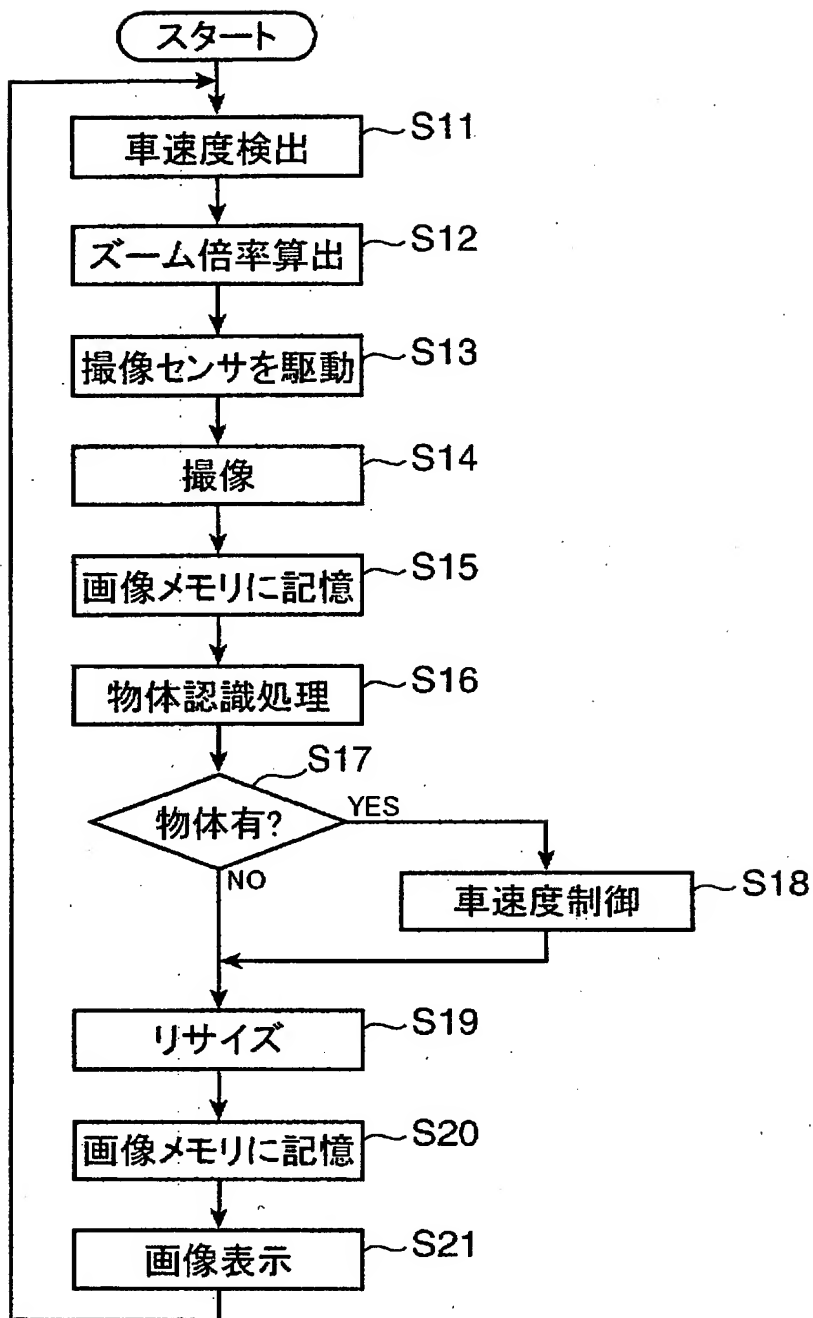 スタート
車速度検出
S11
ズーム倍率算出
S12
撮像センサを駆動
S13
撮像
S14
画像メモリに記憶
S15
物体認識処理
S16
S17
物体有?
YES
NO
車速度制御
S18
リサイズ
S19
画像メモリに記憶
S20
画像表示
S21